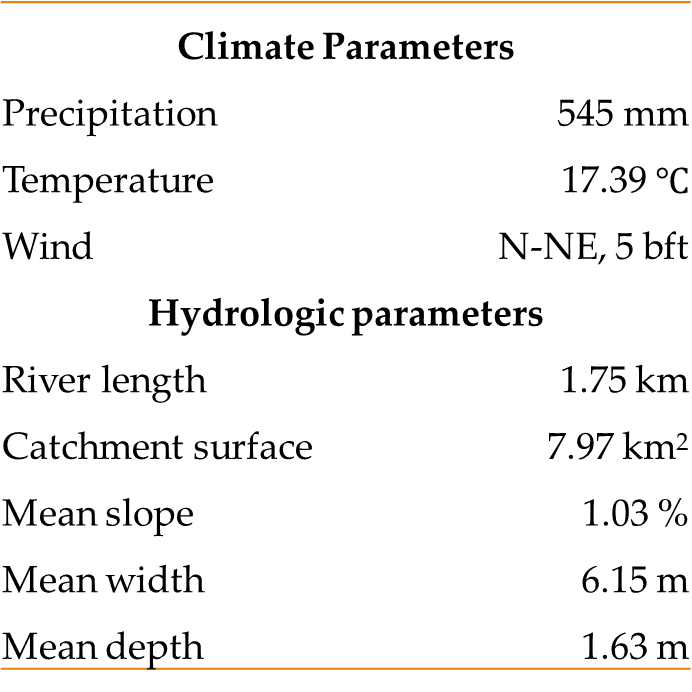 Climate Parameters
Precipitation 545 mm
Temperature 17.39 °C
Wind N-NE, 5 bft
Hydrologic parameters
River length 1.75 km
Catchment surface 7.97 km²
Mean slope 1.03 %
Mean width 6.15 m
Mean depth 1.63 m